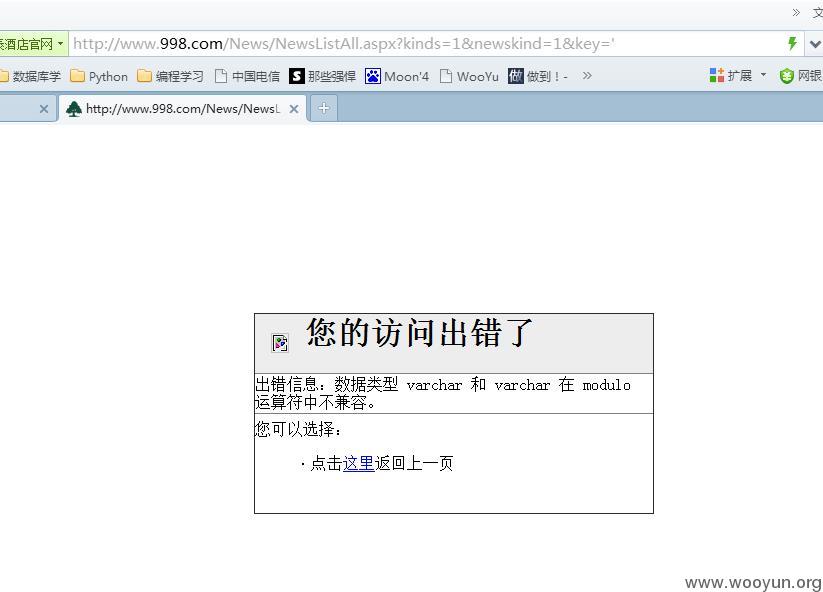 » 文
酒店官网 http://www.998.com/News/NewsListAll.aspx?kinds=1&newskind=1&key='
数据库学 Python 编程学习 中国电信 S 那些强悍 Moon'4 WooYu 做 做到！- » 扩展 网银
http://www.998.com/News/NewsL
您的访问出错了
出错信息：数据类型 varchar 和 varchar 在 modulo
运算符中不兼容。
您可以选择：
· 点击这里返回上一页
www.wooyun.org